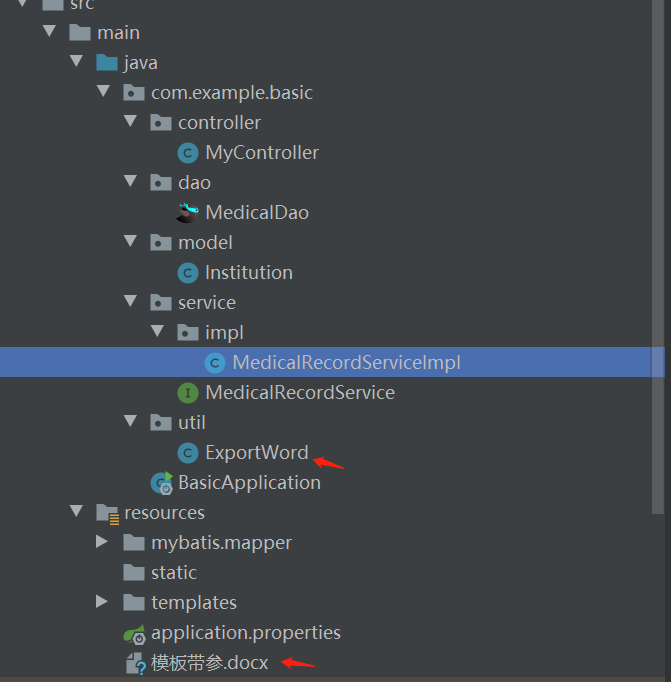 src
main
java
com.example.basic
controller
C MyController
dao
MedicalDao
model
C Institution
service
impl
C MedicalRecordServiceImpl
I MedicalRecordService
util
C ExportWord
C BasicApplication
resources
mybatis.mapper
static
templates
application.properties
? 模板带参.docx